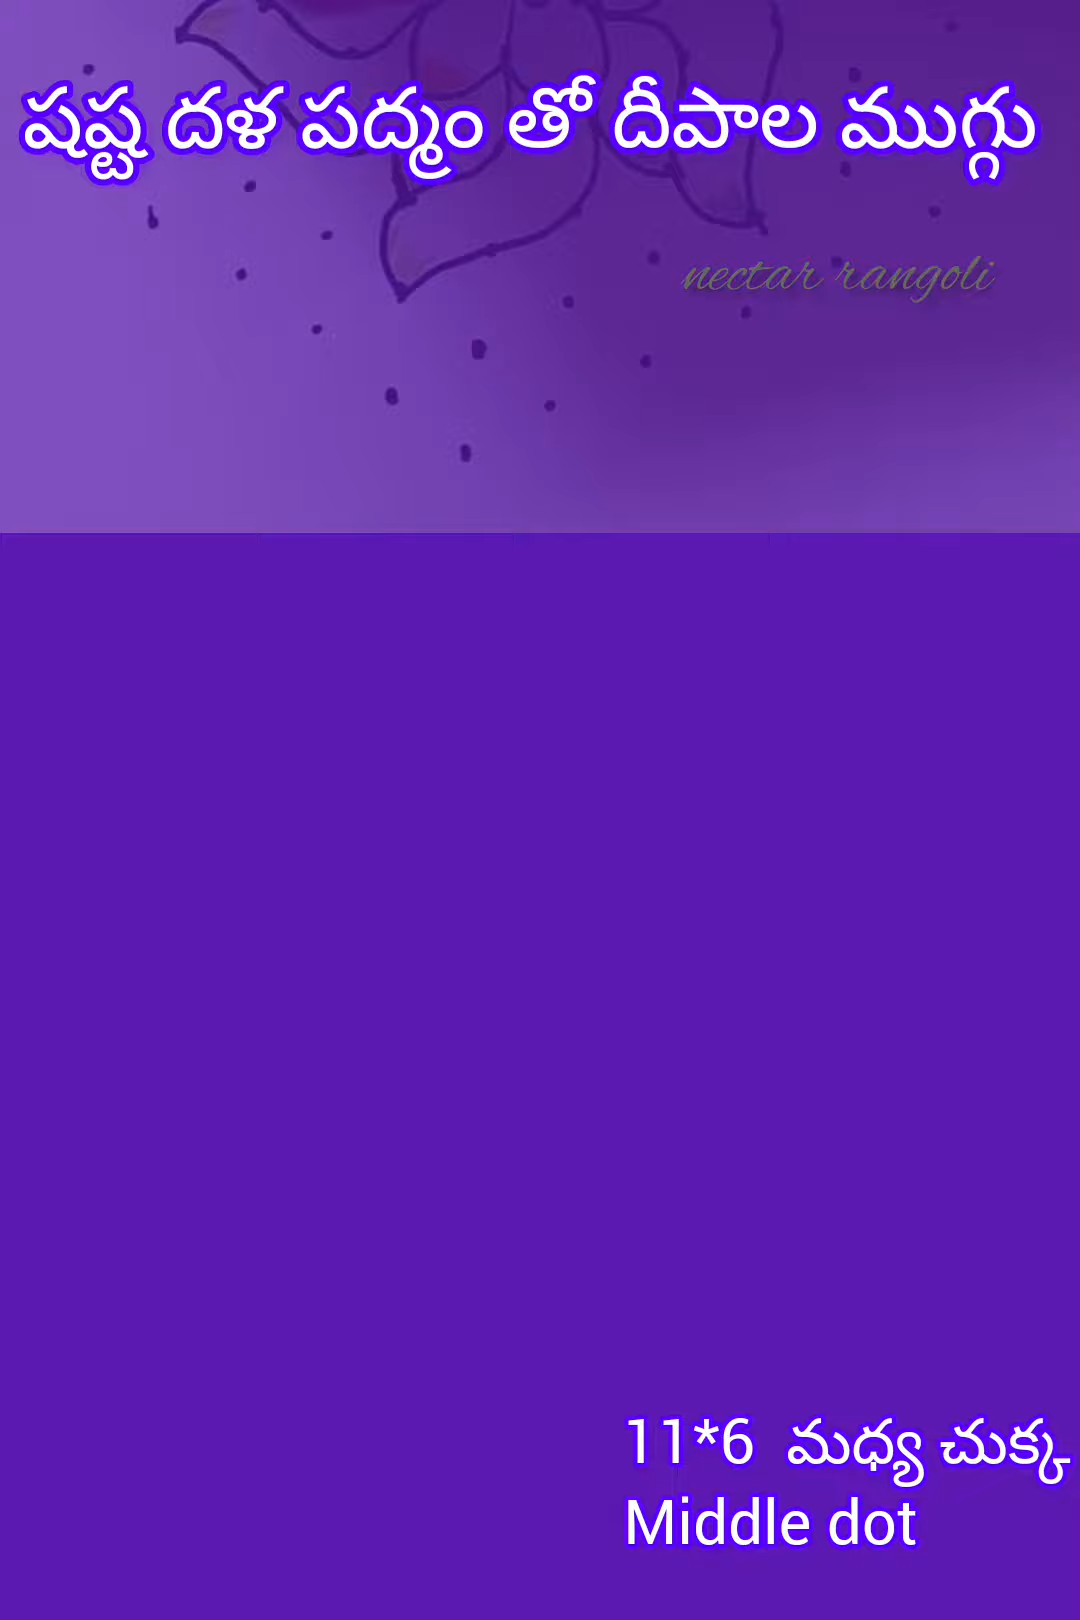 షష్ట దళ పద్మం తో దీపాల ముగ్గు
nectar rangoli
11*6 మధ్య చుక్క
Middle dot